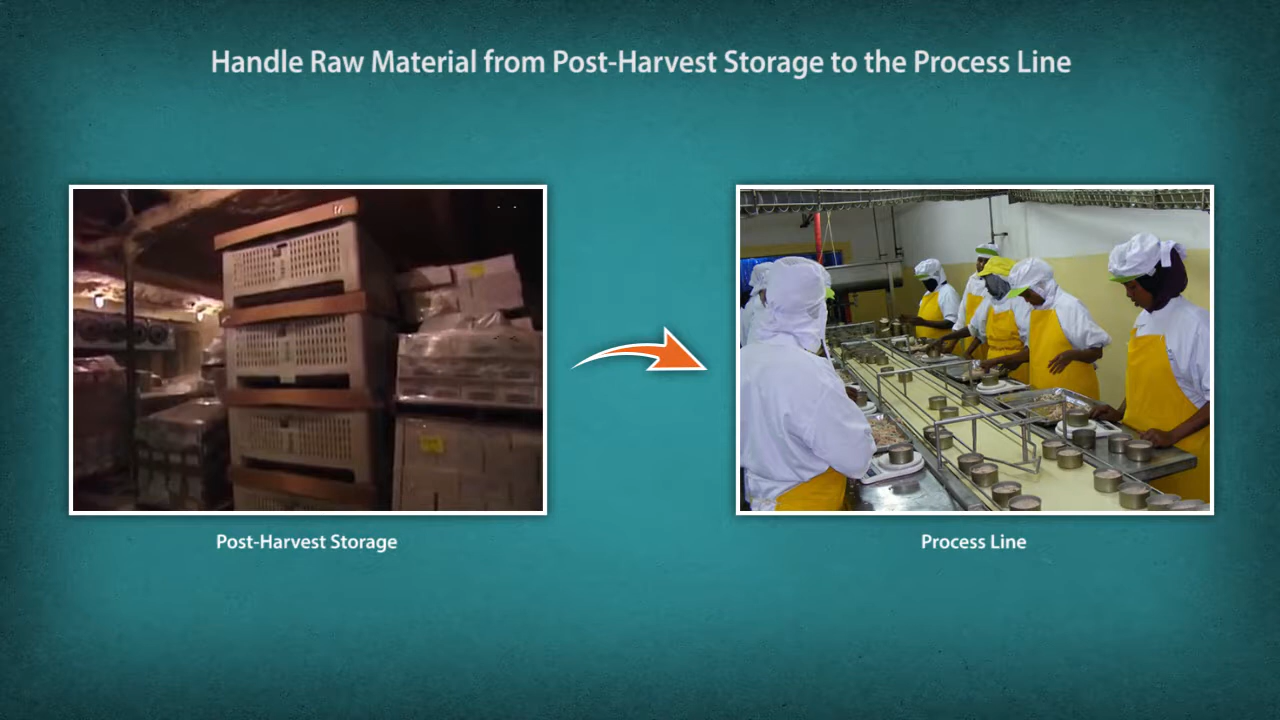 Handle Raw Material from Post-Harvest Storage to the Process Line
Post-Harvest Storage
Process Line